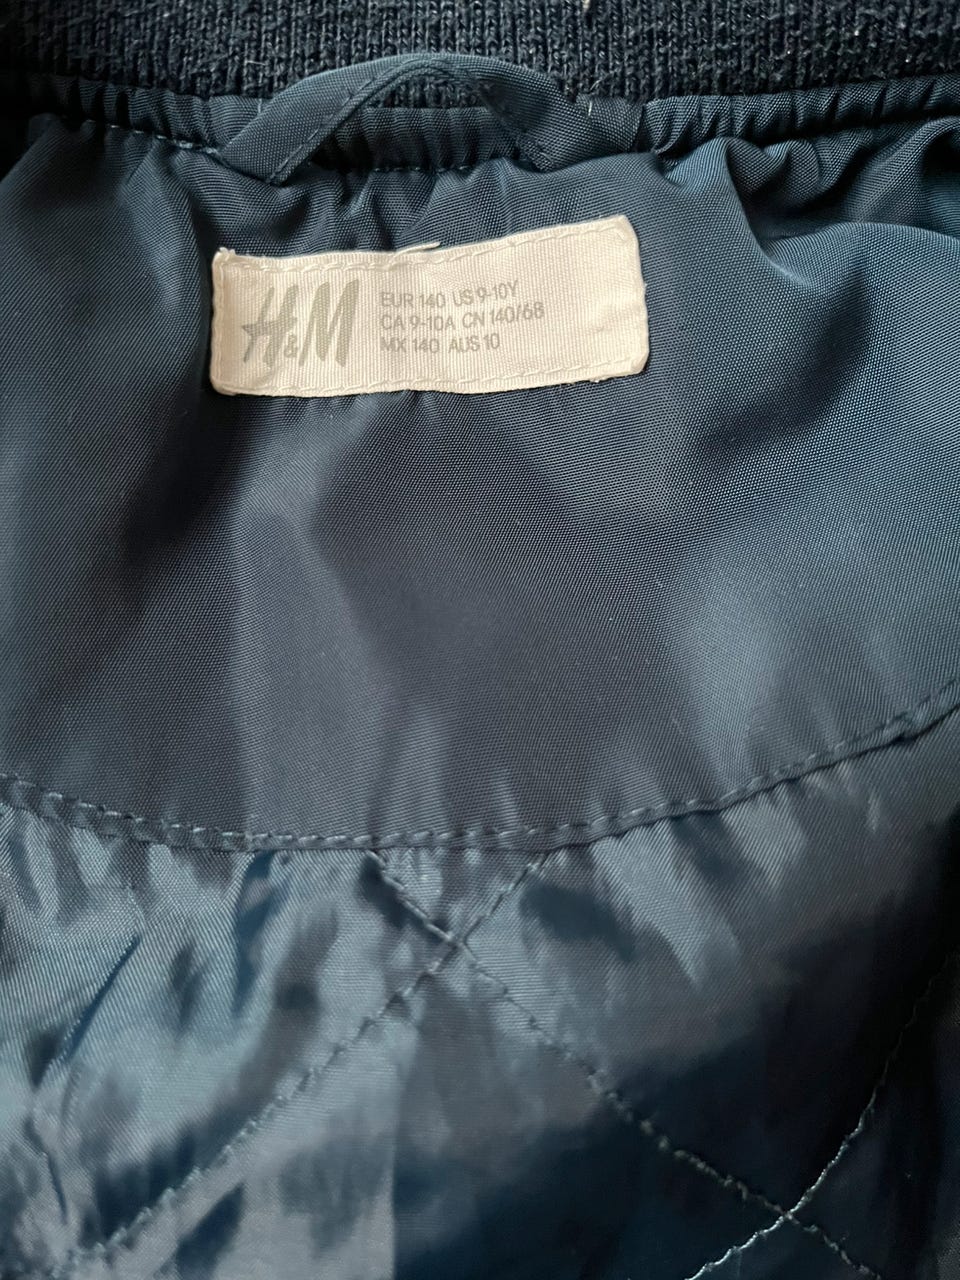 H&M
EUR 140 US 9-10Y
CA 9-10A CN 140/68
MX 140 AUS 10